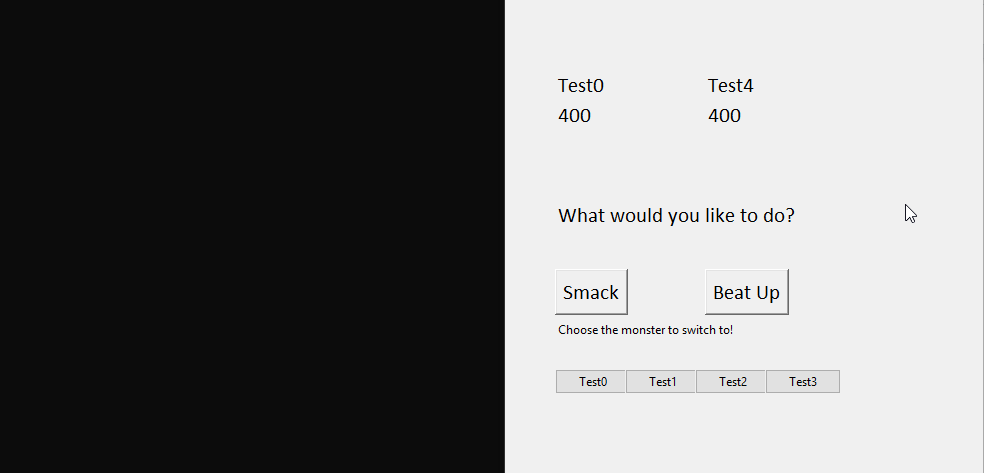 Test0 Test4
400 400
What would you like to do?
Smack Beat Up
Choose the monster to switch to!
Test0 Test1 Test2 Test3